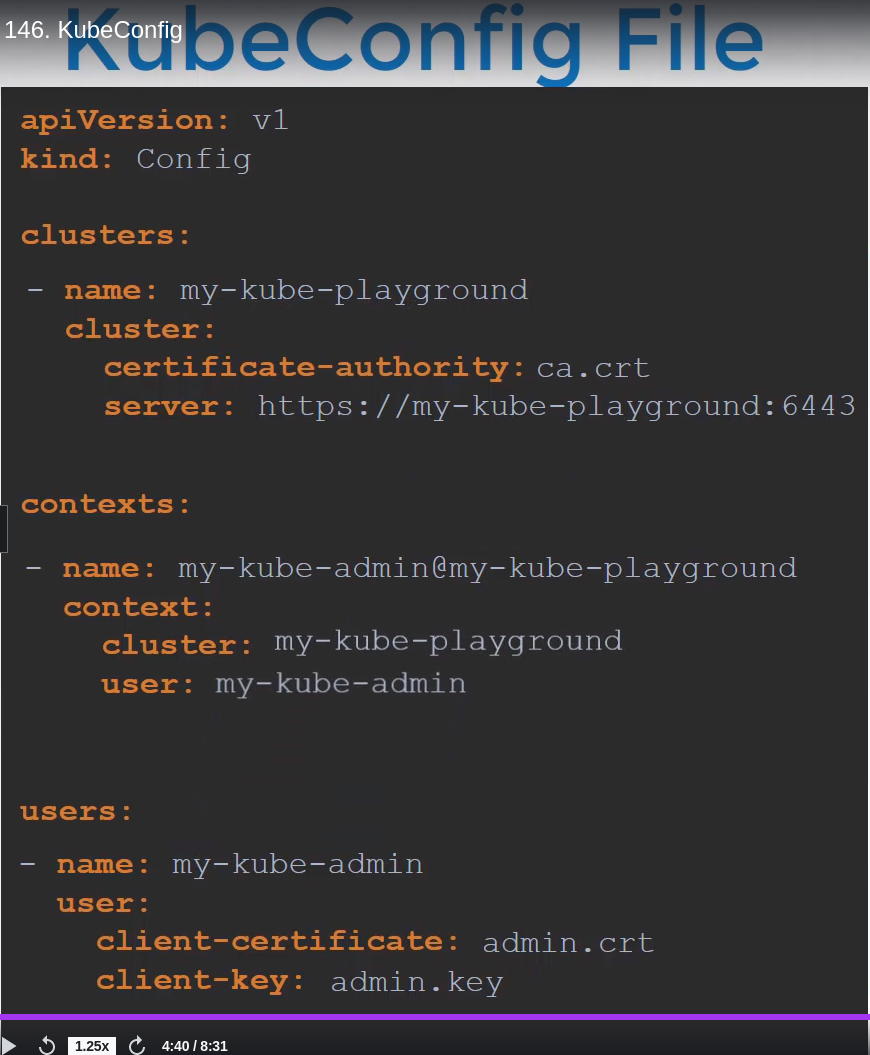 KubeConfig File
146. KubeConfig
apiVersion: v1
kind: Config
clusters:
- name: my-kube-playground
cluster:
certificate-authority: ca.crt
server: https://my-kube-playground:6443
contexts:
- name: my-kube-admin@my-kube-playground
context:
cluster: my-kube-playground
user: my-kube-admin
users:
- name: my-kube-admin
user:
client-certificate: admin.crt
client-key: admin.key
1.25x 4:40 / 8:31